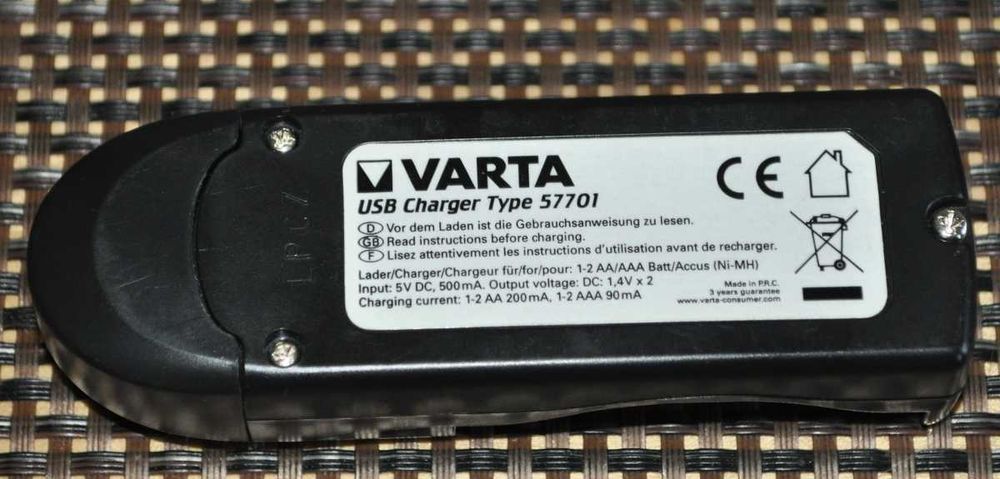 VARTA
USB Charger Type 57701
D Vor dem Laden ist die Gebrauchsanweisung zu lesen.
GB Read instructions before charging.
F Lisez attentivement les instructions d'utilisation avant de recharger.
Lader/Charger/Chargeur für/for/pour: 1-2 AA/AAA Batt/Accus (Ni-MH)
Input: 5V DC, 500mA. Output voltage: DC: 1,4V x 2
Charging current: 1-2 AA 200mA, 1-2 AAA 90mA
CE
Made in P.R.C.
3 years guarantee
www.varta-consumer.com